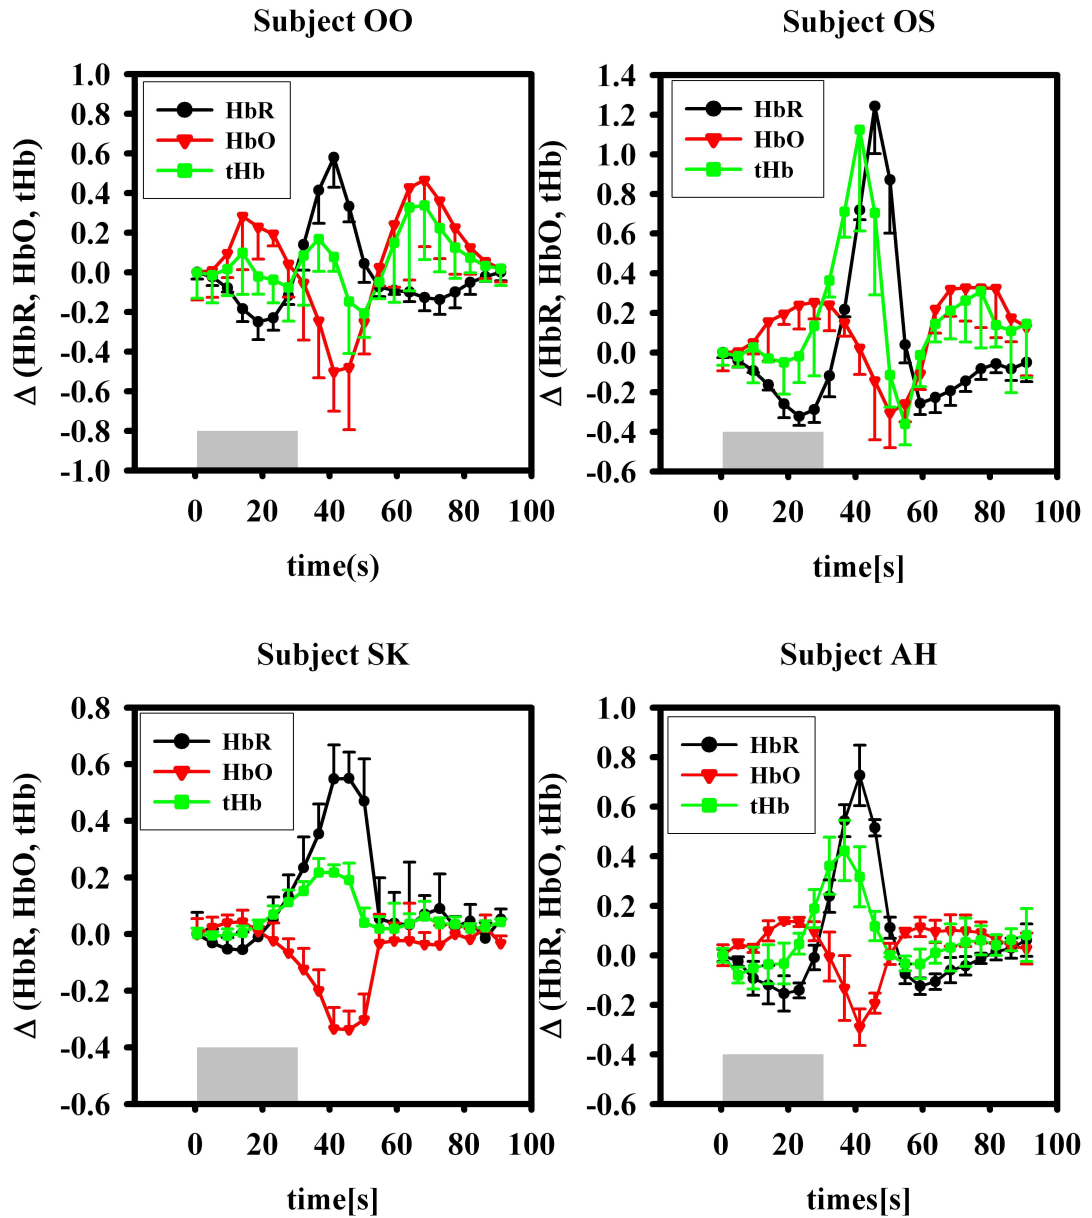 Subject OO
Δ (HbR, HbO, tHb)
1.0
0.8
0.6
0.4
0.2
0.0
-0.2
-0.4
-0.6
-0.8
-1.0
HbR
HbO
tHb
0 20 40 60 80 100
time(s)
Subject OS
Δ (HbR, HbO, tHb)
1.4
1.2
1.0
0.8
0.6
0.4
0.2
0.0
-0.2
-0.4
-0.6
HbR
HbO
tHb
0 20 40 60 80 100
time[s]
Subject SK
Δ (HbR, HbO, tHb)
0.8
0.6
0.4
0.2
0.0
-0.2
-0.4
-0.6
HbR
HbO
tHb
0 20 40 60 80 100
time[s]
Subject AH
Δ (HbR, HbO, tHb)
1.0
0.8
0.6
0.4
0.2
0.0
-0.2
-0.4
-0.6
HbR
HbO
tHb
0 20 40 60 80 100
times[s]